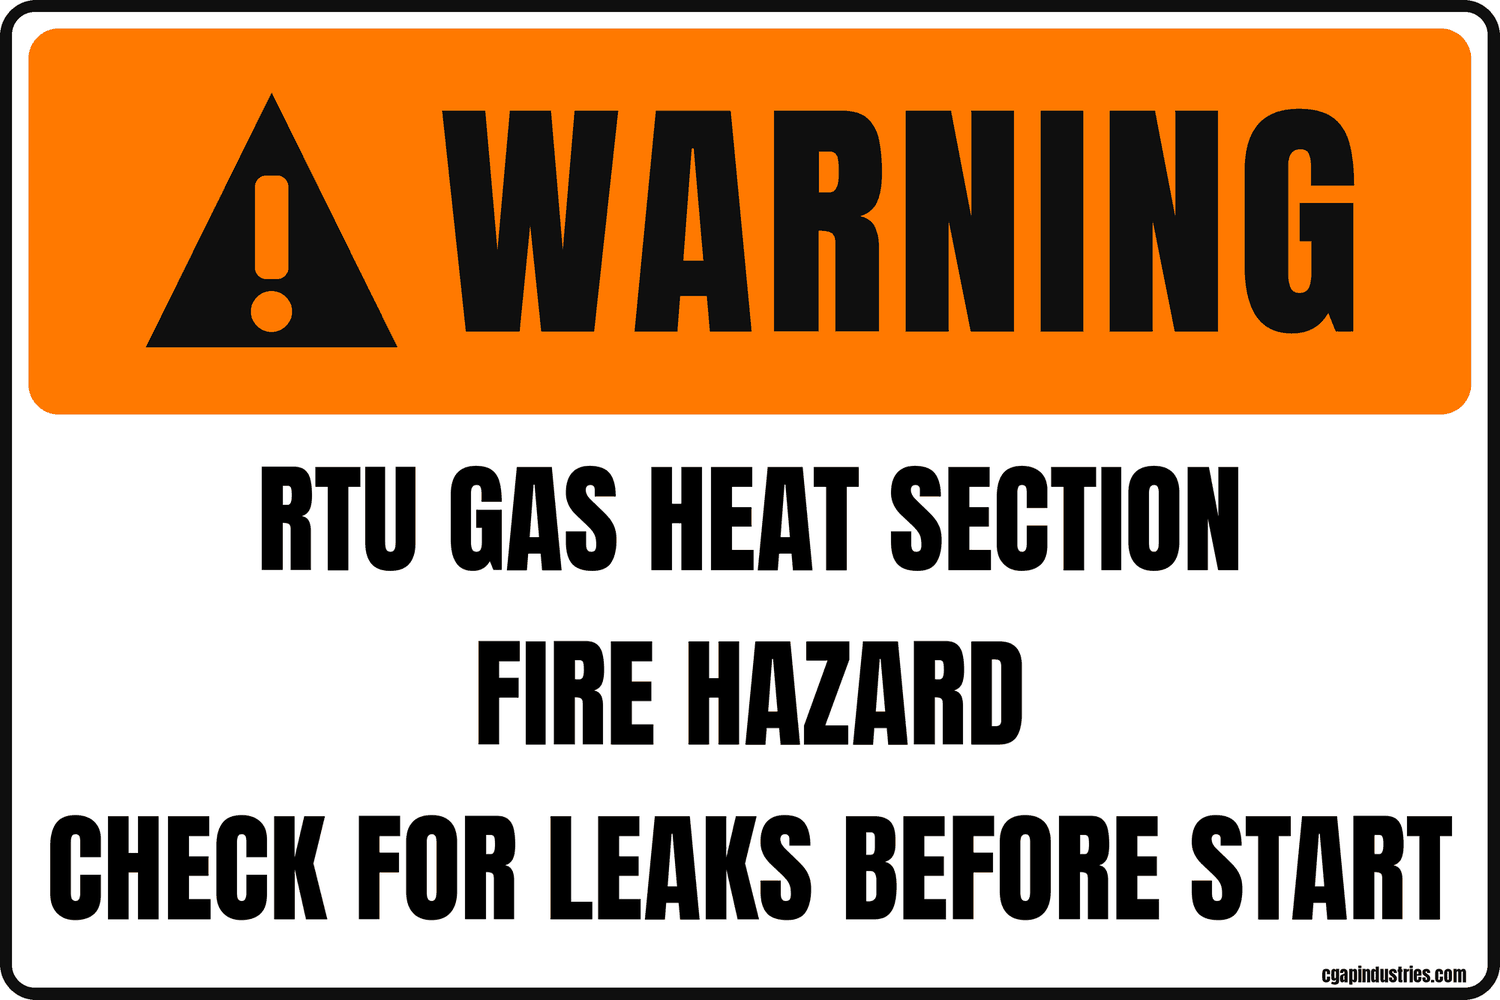 WARNING
RTU GAS HEAT SECTION
FIRE HAZARD
CHECK FOR LEAKS BEFORE START
cgapindustries.com